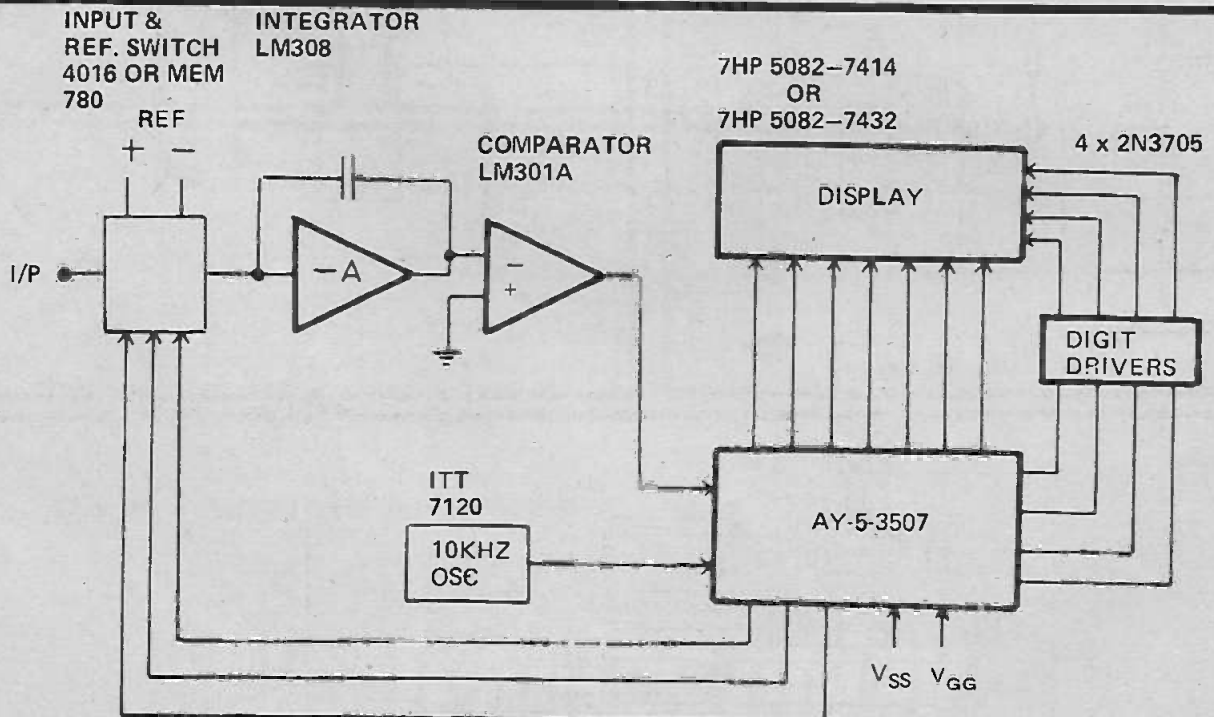 INPUT &
REF. SWITCH
4016 OR MEM
780
REF
+ −
INTEGRATOR
LM308
COMPARATOR
LM301A
7HP 5082–7414
OR
7HP 5082–7432
4 x 2N3705
DISPLAY
I/P
−A
−
+
DIGIT
DRIVERS
ITT
7120
10KHZ
OSC
AY-5-3507
VSS VGG